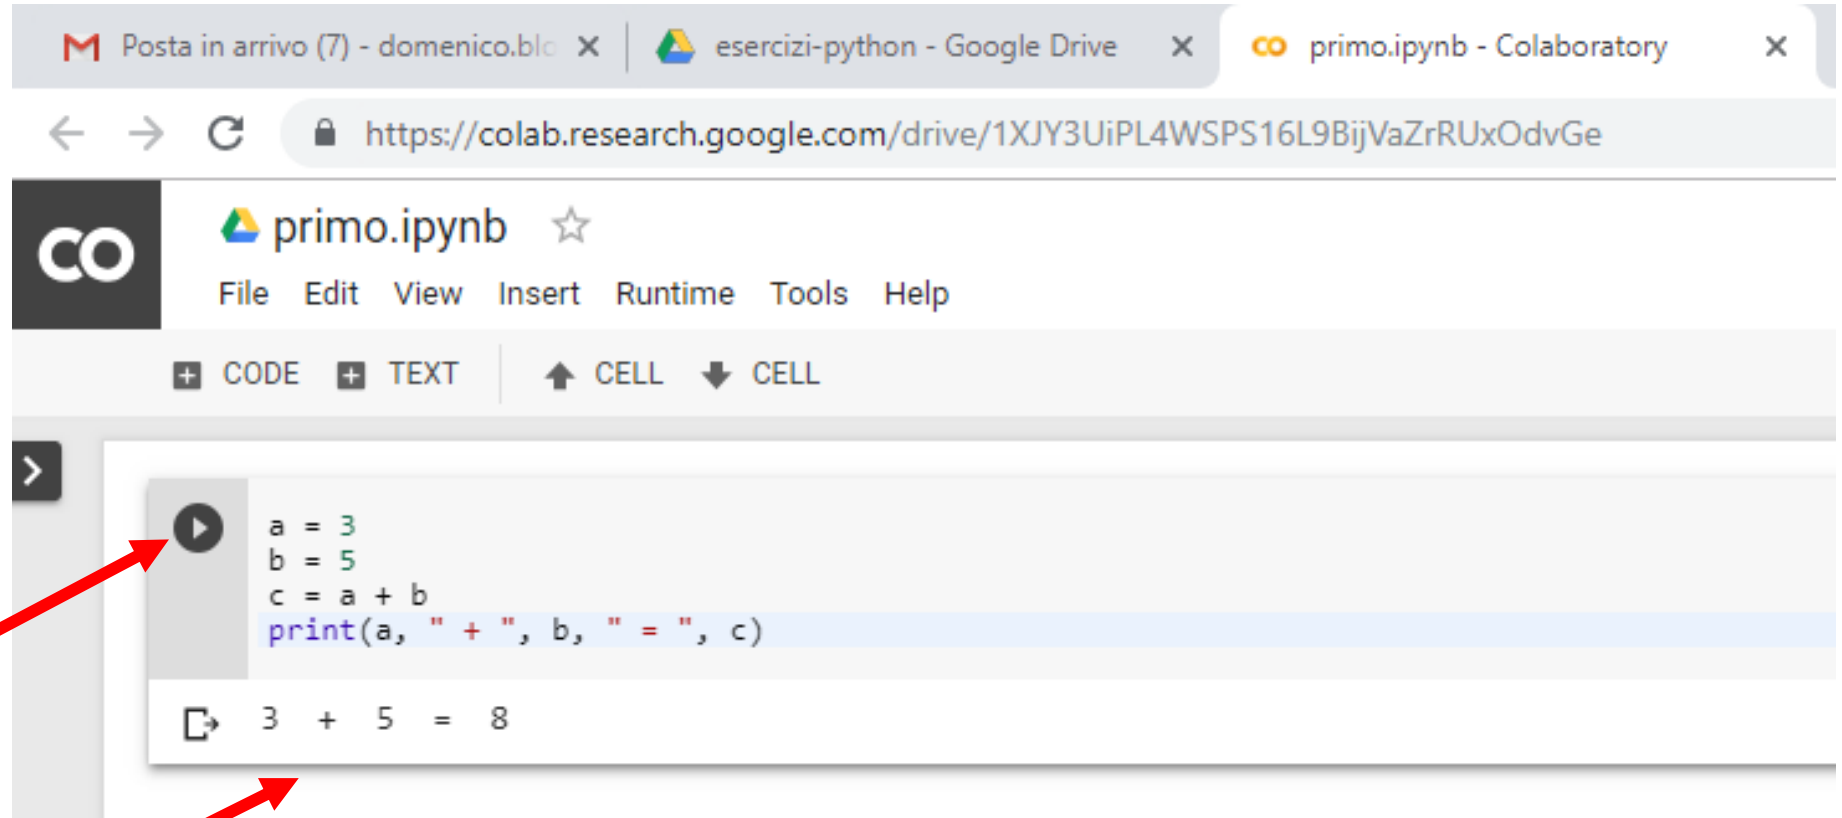 Posta in arrivo (7) - domenico.blo
esercizi-python - Google Drive
primo.ipynb - Colaboratory
https://colab.research.google.com/drive/1XJY3UiPL4WSPS16L9BijVaZrRUxOdvGe
CO
primo.ipynb
File Edit View Insert Runtime Tools Help
CODE TEXT CELL CELL
a = 3
b = 5
c = a + b
print(a, " + ", b, " = ", c)
3  +  5  =  8